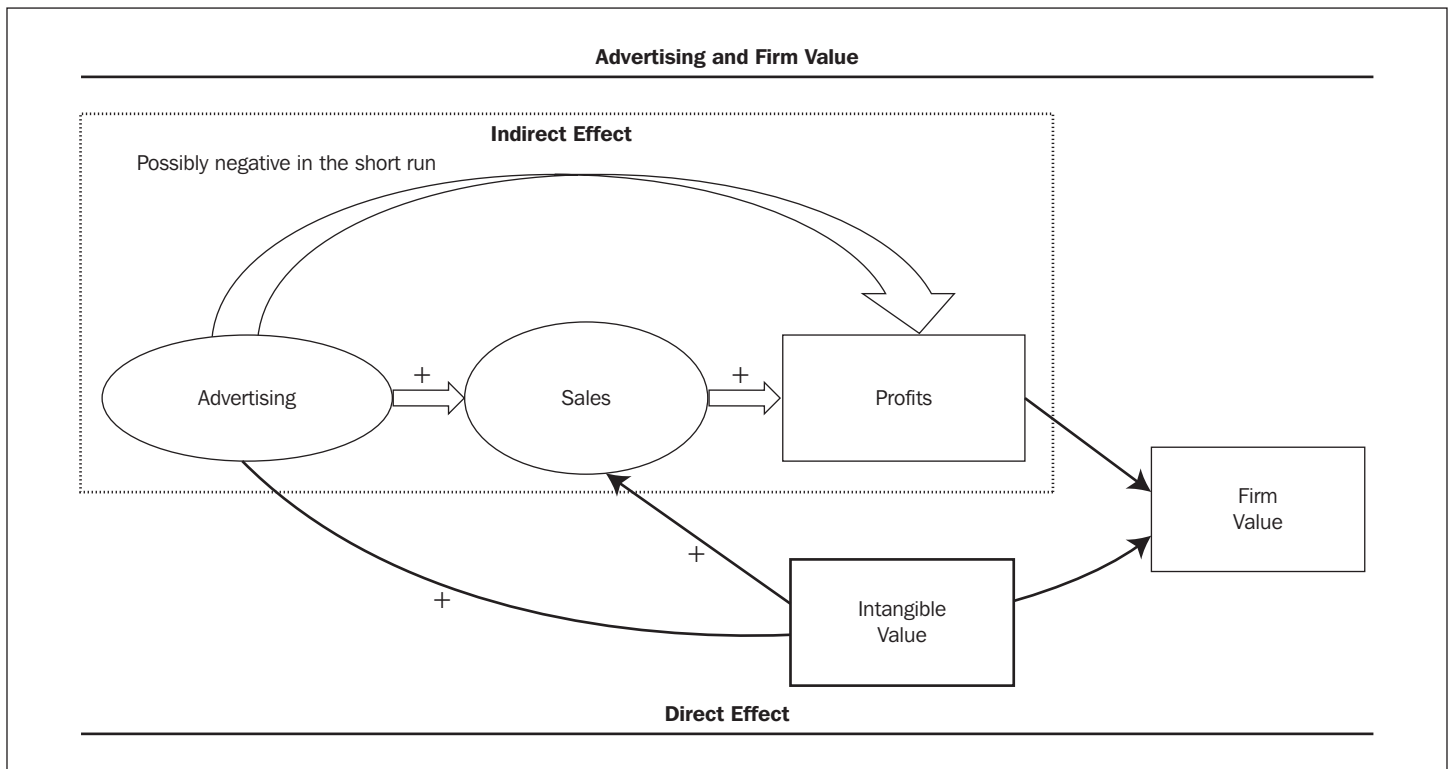 Advertising and Firm Value
Indirect Effect
Possibly negative in the short run
+
+
Advertising
Sales
Profits
Firm
Value
+
+
Intangible
Value
Direct Effect